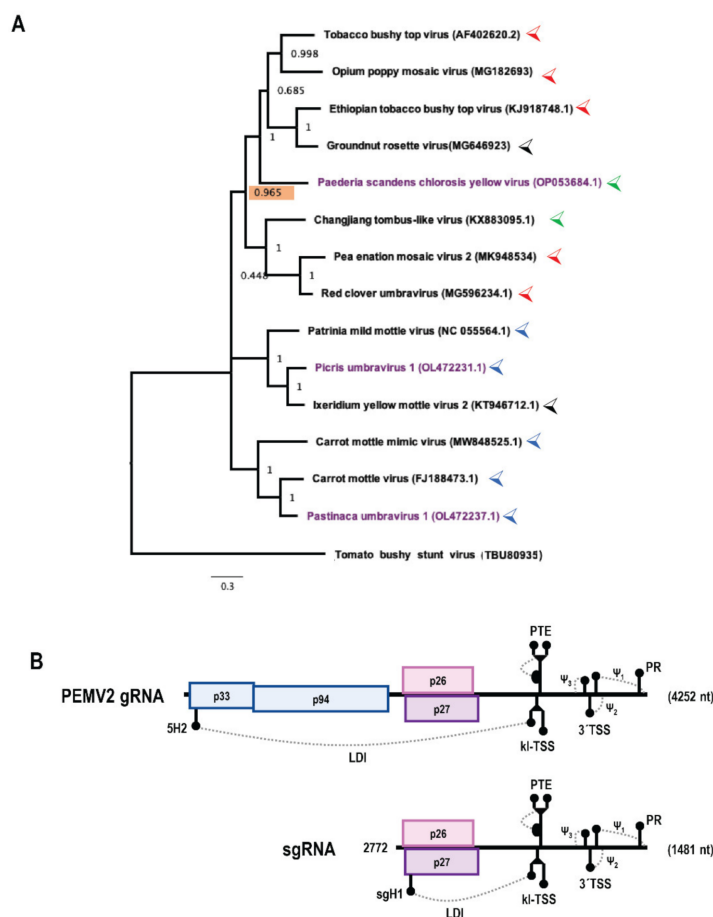 A
Tobacco bushy top virus (AF402620.2)
0.998
Opium poppy mosaic virus (MG182693)
0.685
Ethiopian tobacco bushy top virus (KJ918748.1)
1
1
Groundnut rosette virus(MG646923)
Paederia scandens chlorosis yellow virus (OP053684.1)
0.965
Changjiang tombus-like virus (KX883095.1)
1
Pea enation mosaic virus 2 (MK948534)
0.448
1
Red clover umbravirus (MG596234.1)
Patrinia mild mottle virus (NC 055564.1)
1
Picris umbravirus 1 (OL472231.1)
1
Ixeridium yellow mottle virus 2 (KT946712.1)
Carrot mottle mimic virus (MW848525.1)
1
Carrot mottle virus (FJ188473.1)
1
Pastinaca umbravirus 1 (OL472237.1)
Tomato bushy stunt virus (TBU80935)
0.3
B
PTE
PEMV2 gRNA
p33
p94
p26
p27
Ψ3
Ψ1
PR
(4252 nt)
Ψ2
5H2
LDI
kl-TSS
3´TSS
PTE
sgRNA
2772
p26
p27
Ψ3
Ψ1
PR
(1481 nt)
Ψ2
sgH1
LDI
kl-TSS
3´TSS